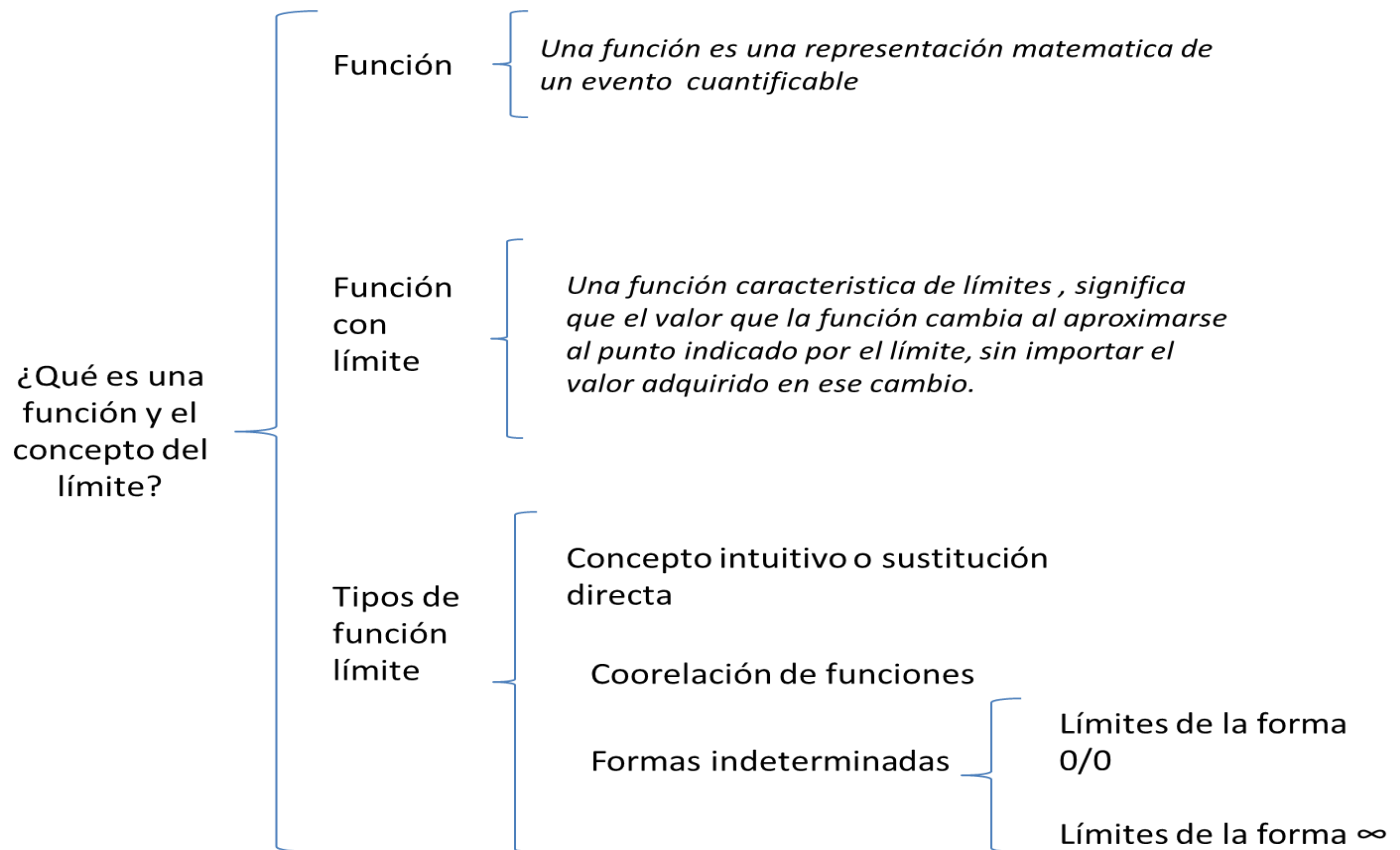 ¿Qué es una
función y el
concepto del
límite?
Función
Una función es una representación matematica de
un evento cuantificable
Función
con
límite
Una función caracteristica de límites , significa
que el valor que la función cambia al aproximarse
al punto indicado por el límite, sin importar el
valor adquirido en ese cambio.
Tipos de
función
límite
Concepto intuitivo o sustitución
directa
Coorelación de funciones
Formas indeterminadas
Límites de la forma
0/0
Límites de la forma ∞